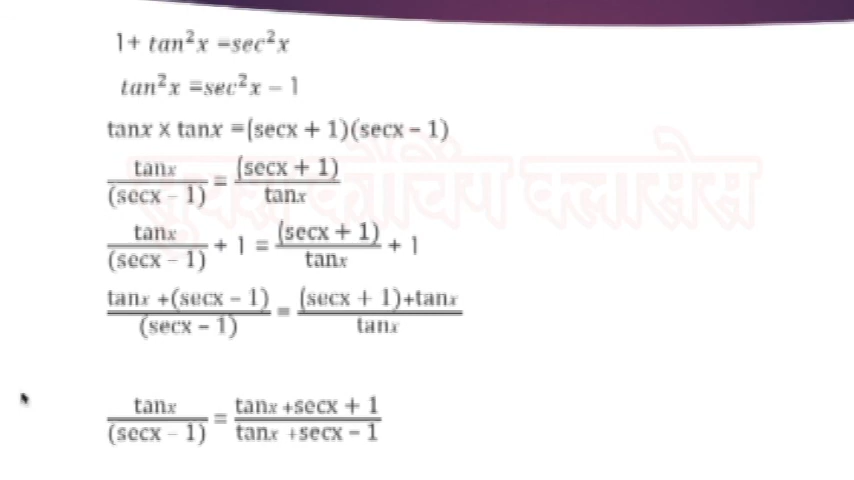 1+ tan²x =sec²x
tan²x =sec²x − 1
tanx × tanx =(secx + 1)(secx − 1)
tanx/(secx − 1) = (secx + 1)/tanx
tanx/(secx − 1) + 1 = (secx + 1)/tanx + 1
(tanx +(secx − 1))/(secx − 1) = ((secx + 1)+tanx)/tanx
tanx/(secx − 1) = (tanx +secx + 1)/(tanx +secx − 1)
कोचिंग क्लासेस